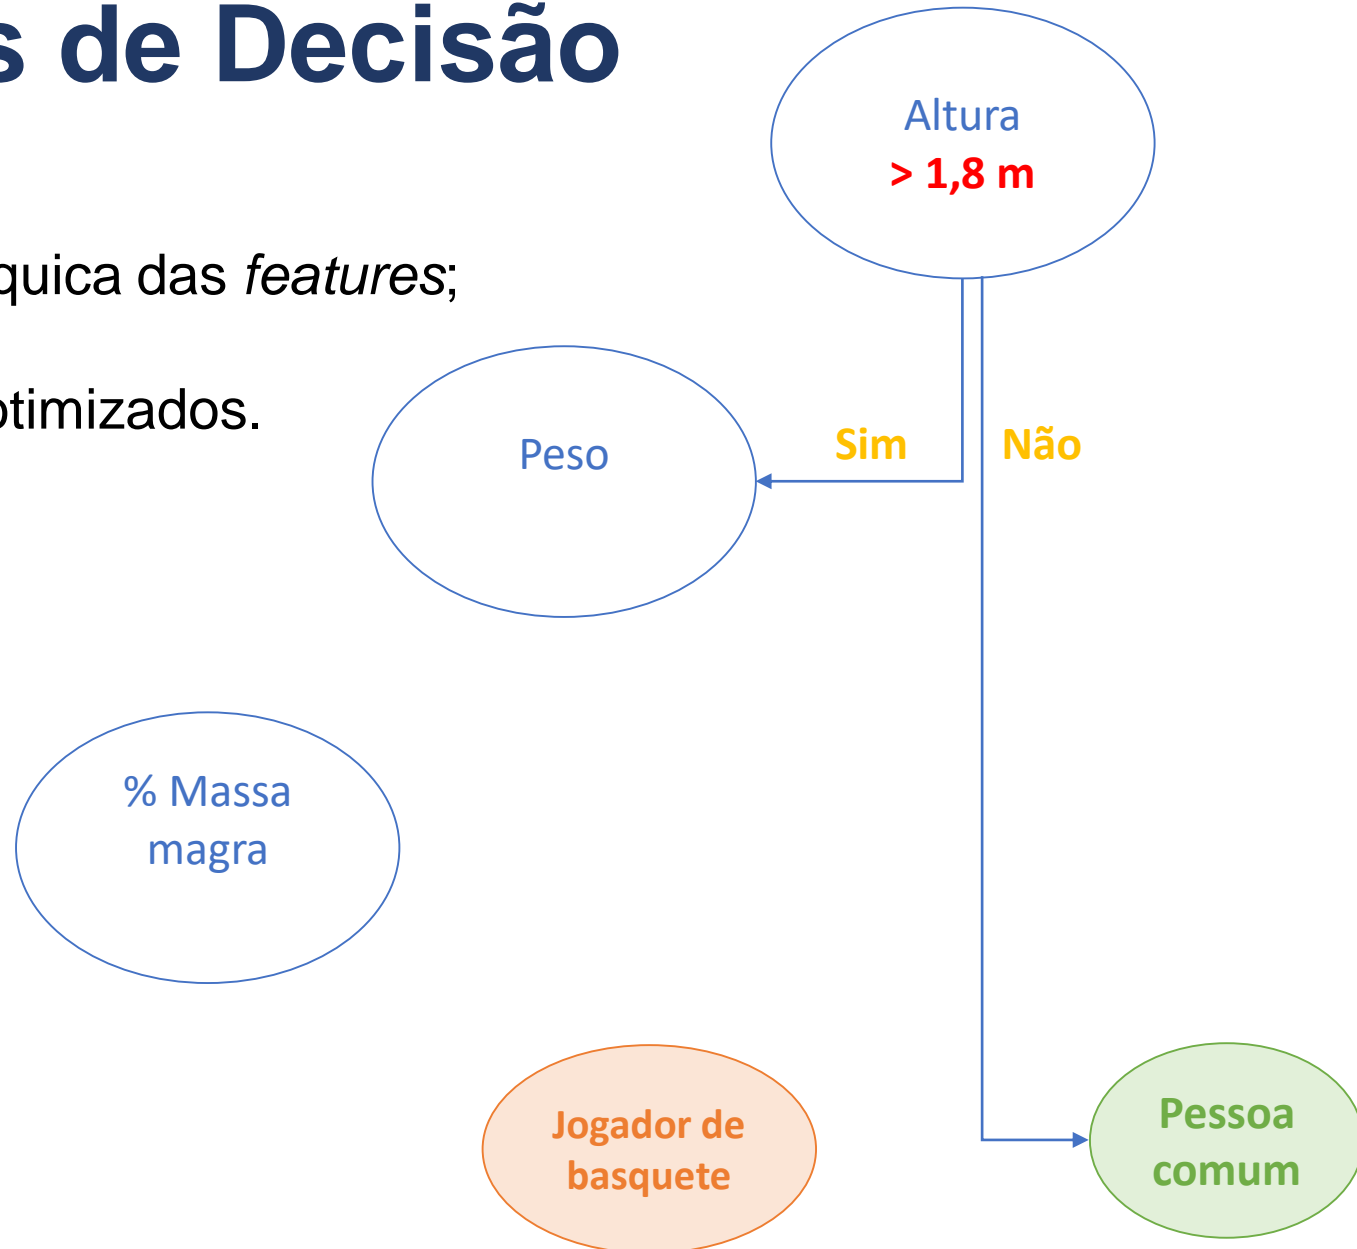 s de Decisão
Altura
> 1,8 m
quica das features;
otimizados.
Peso
Sim
Não
% Massa
magra
Jogador de
basquete
Pessoa
comum